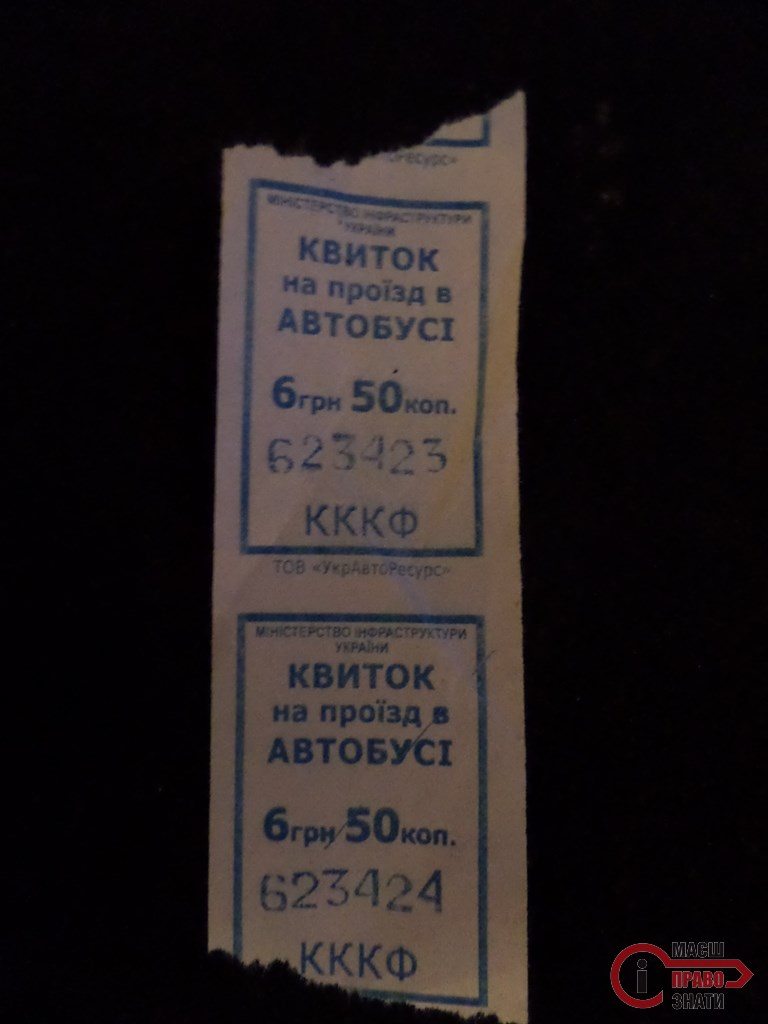 МІНІСТЕРСТВО ІНФРАСТРУКТУРИ
УКРАЇНИ
КВИТОК
на проїзд в
АВТОБУСІ
6грн 50коп.
623423
КККФ
ТОВ «УкрАвтоРесурс»
МІНІСТЕРСТВО ІНФРАСТРУКТУРИ
УКРАЇНИ
КВИТОК
на проїзд в
АВТОБУСІ
6грн 50коп.
623424
КККФ
МАЄШ
ПРАВО
ЗНАТИ